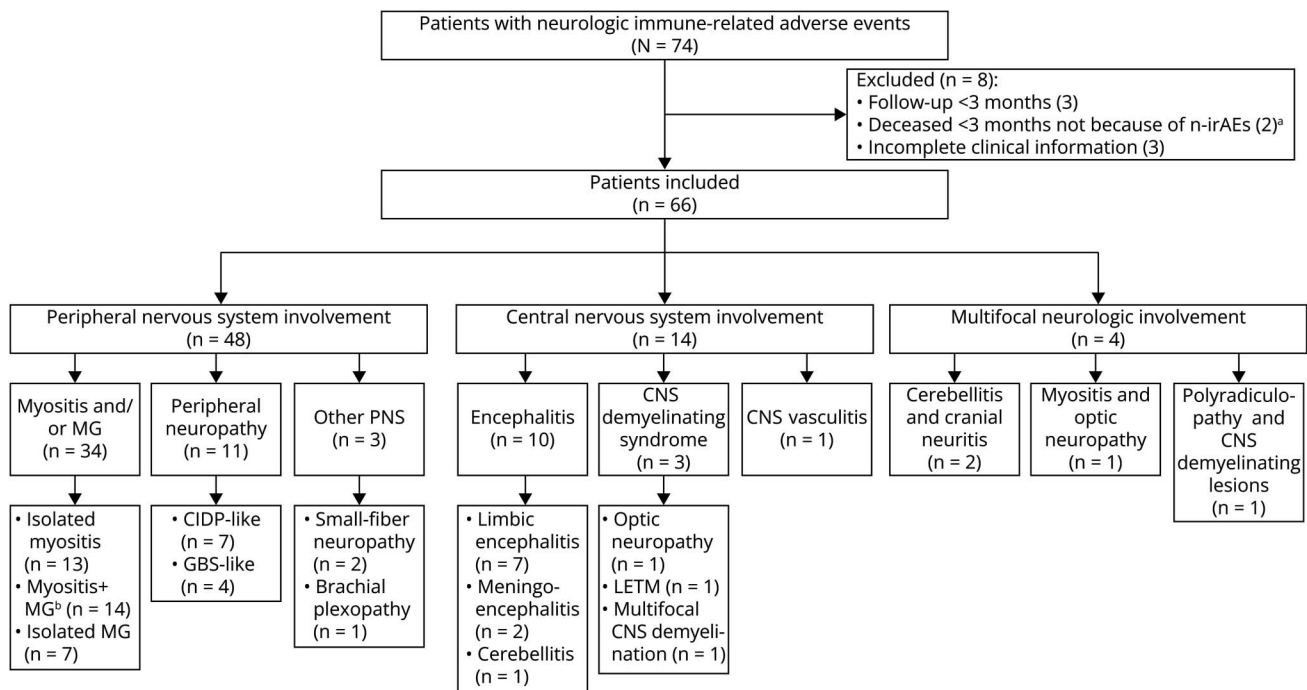 Patients with neurologic immune-related adverse events
(N = 74)
Excluded (n = 8):
• Follow-up <3 months (3)
• Deceased <3 months not because of n-irAEs (2)ᵃ
• Incomplete clinical information (3)
Patients included
(n = 66)
Peripheral nervous system involvement
(n = 48)
Central nervous system involvement
(n = 14)
Multifocal neurologic involvement
(n = 4)
Myositis and/
or MG
(n = 34)
Peripheral
neuropathy
(n = 11)
Other PNS
(n = 3)
Encephalitis
(n = 10)
CNS
demyelinating
syndrome
(n = 3)
CNS vasculitis
(n = 1)
Cerebellitis
and cranial
neuritis
(n = 2)
Myositis and
optic
neuropathy
(n = 1)
Polyradiculo-
pathy and
CNS
demyelinating
lesions
(n = 1)
• Isolated
myositis
(n = 13)
• Myositis+
MGᵇ (n = 14)
• Isolated MG
(n = 7)
• CIDP-like
(n = 7)
• GBS-like
(n = 4)
• Small-fiber
neuropathy
(n = 2)
• Brachial
plexopathy
(n = 1)
• Limbic
encephalitis
(n = 7)
• Meningo-
encephalitis
(n = 2)
• Cerebellitis
(n = 1)
• Optic
neuropathy
(n = 1)
• LETM (n = 1)
• Multifocal
CNS demyeli-
nation (n = 1)